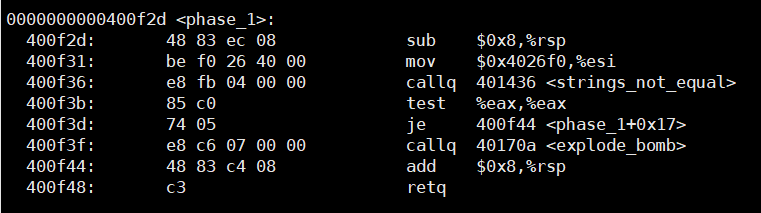 0000000000400f2d <phase_1>:
400f2d: 48 83 ec 08 sub $0x8,%rsp
400f31: be f0 26 40 00 mov $0x4026f0,%esi
400f36: e8 fb 04 00 00 callq 401436 <strings_not_equal>
400f3b: 85 c0 test %eax,%eax
400f3d: 74 05 je 400f44 <phase_1+0x17>
400f3f: e8 c6 07 00 00 callq 40170a <explode_bomb>
400f44: 48 83 c4 08 add $0x8,%rsp
400f48: c3 retq